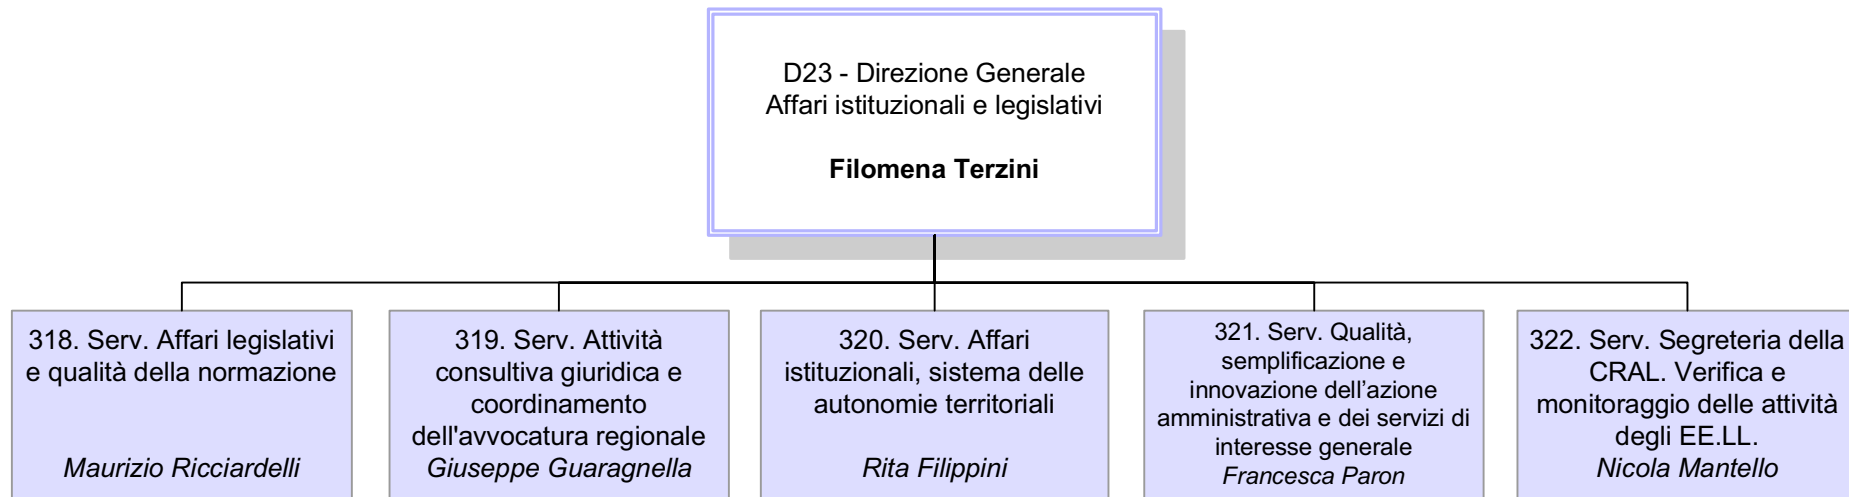 D23 - Direzione Generale
Affari istituzionali e legislativi
Filomena Terzini
318. Serv. Affari legislativi
e qualità della normazione
Maurizio Ricciardelli
319. Serv. Attività
consultiva giuridica e
coordinamento
dell'avvocatura regionale
Giuseppe Guaragnella
320. Serv. Affari
istituzionali, sistema delle
autonomie territoriali
Rita Filippini
321. Serv. Qualità,
semplificazione e
innovazione dell’azione
amministrativa e dei servizi di
interesse generale
Francesca Paron
322. Serv. Segreteria della
CRAL. Verifica e
monitoraggio delle attività
degli EE.LL.
Nicola Mantello